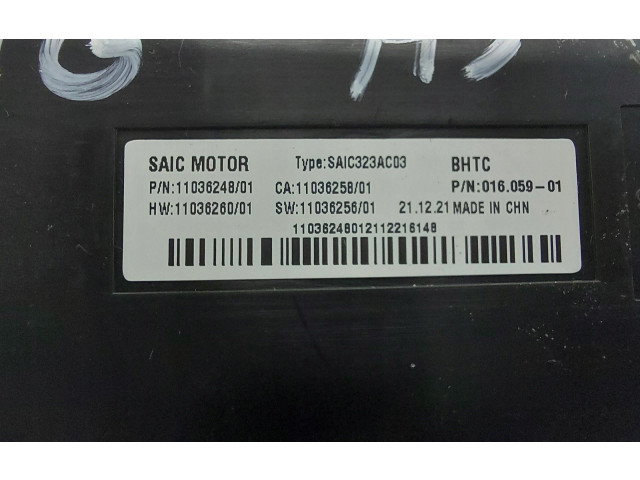 SAIC MOTOR Type:SAIC323AC03 BHTC
P/N:11036248/01 CA:11036258/01 P/N:016.059-01
HW:11036260/01 SW:11036256/01 21.12.21 MADE IN CHN
11036248012112216148